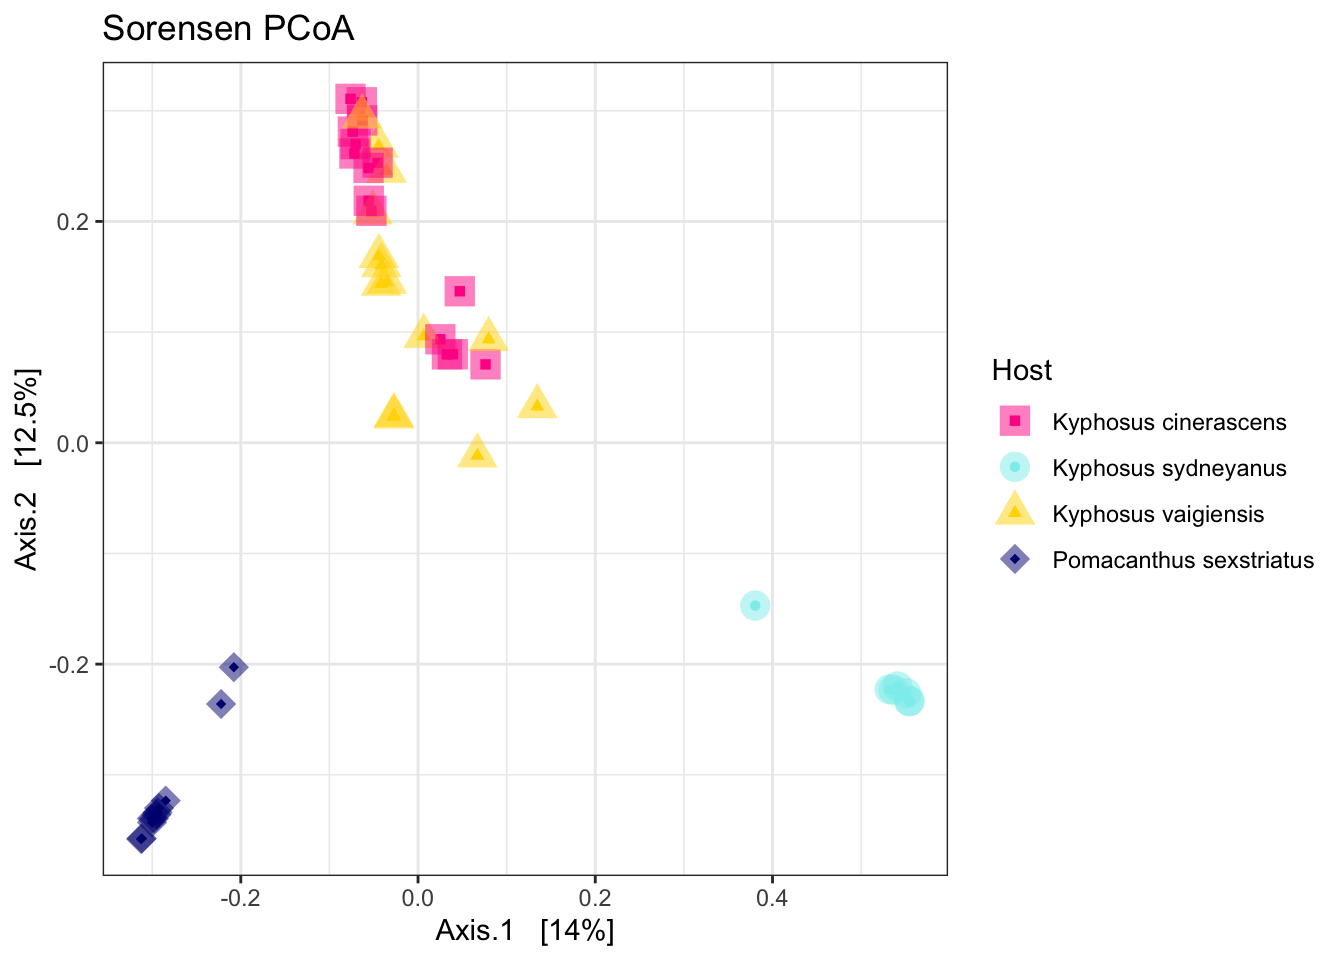 Sorensen PCoA
Axis.2   [12.5%]
0.2
0.0
-0.2
-0.2
0.0
0.2
0.4
Axis.1   [14%]
Host
Kyphosus cinerascens
Kyphosus sydneyanus
Kyphosus vaigiensis
Pomacanthus sexstriatus